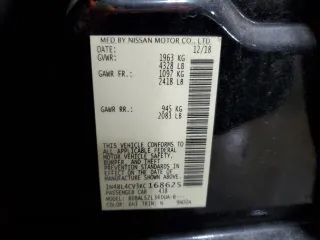 MFD BY NISSAN MOTOR CO., LTD.
DATE: 12/18
GVWR: 1963 KG
4328 LB
GAWR FR.: 1097 KG
2418 LB
GAWR RR.: 945 KG
2083 LB
THIS VEHICLE CONFORMS TO ALL
APPLICABLE FEDERAL MOTOR
VEHICLE SAFETY, BUMPER, AND THEFT
PREVENTION STANDARDS IN EFFECT
ON THE DATE OF MANUFACTURE
SHOWN ABOVE.
1N4BL4CV3KC168625
PASSENGER CAR
MODEL: